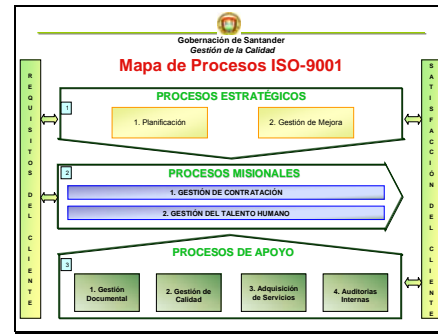 Gobernación de Santander
Gestión de la Calidad
Mapa de Procesos ISO-9001
REQUISITOS DEL CLIENTE
1
PROCESOS ESTRATÉGICOS
1. Planificación
2. Gestión de Mejora
2
PROCESOS MISIONALES
1. GESTIÓN DE CONTRATACIÓN
2. GESTIÓN DEL TALENTO HUMANO
3
PROCESOS DE APOYO
1. Gestión
Documental
2. Gestión de
Calidad
3. Adquisición
de Servicios
4. Auditorias
Internas
SATISFACCIÓN DEL CLIENTE